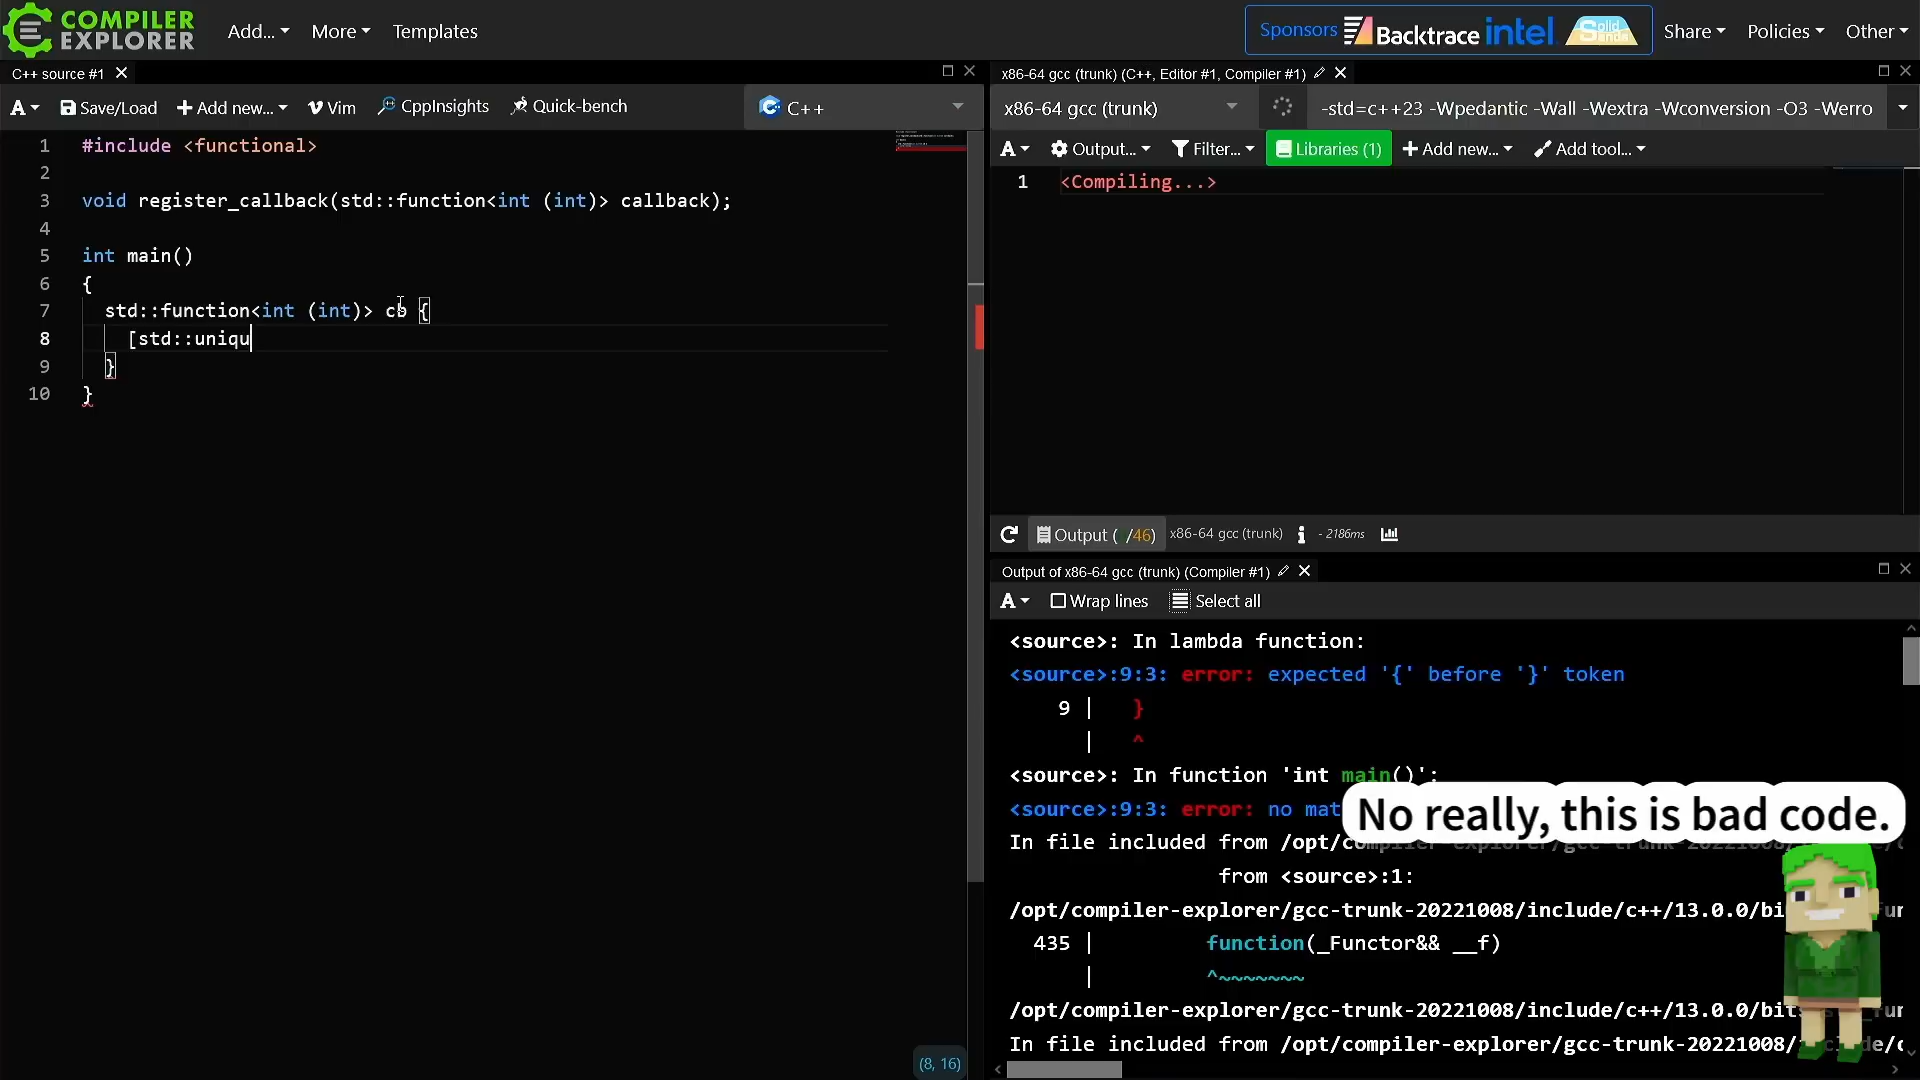 COMPILER
EXPLORER
Add...
More
Templates
Sponsors
Backtrace
intel
Solid
Sands
Share
Policies
Other
C++ source #1
A
Save/Load
Add new...
Vim
CppInsights
Quick-bench
C++
1 #include <functional>
2
3 void register_callback(std::function<int (int)> callback);
4
5 int main()
6 {
7 std::function<int (int)> cb {
8 [std::uniqu
9 }
10 }
(8, 16)
x86-64 gcc (trunk) (C++, Editor #1, Compiler #1)
x86-64 gcc (trunk)
-std=c++23 -Wpedantic -Wall -Wextra -Wconversion -O3 -Werro
A
Output...
Filter...
Libraries (1)
Add new...
Add tool...
1 <Compiling...>
Output ( /46)
x86-64 gcc (trunk)
- 2186ms
Output of x86-64 gcc (trunk) (Compiler #1)
A
Wrap lines
Select all
<source>: In lambda function:
<source>:9:3: error: expected '{' before '}' token
9 | }
| ^
<source>: In function 'int main()':
<source>:9:3: error: no mat
No really, this is bad code.
In file included from /opt/compiler-explorer/gcc-trunk-20221008/
from <source>:1:
/opt/compiler-explorer/gcc-trunk-20221008/include/c++/13.0.0/bi
435 | function(_Functor&& __f)
| ^~~~~~~~
/opt/compiler-explorer/gcc-trunk-20221008/include/c++/13.0.0/bit
In file included from /opt/compiler-explorer/gcc-trunk-20221008/